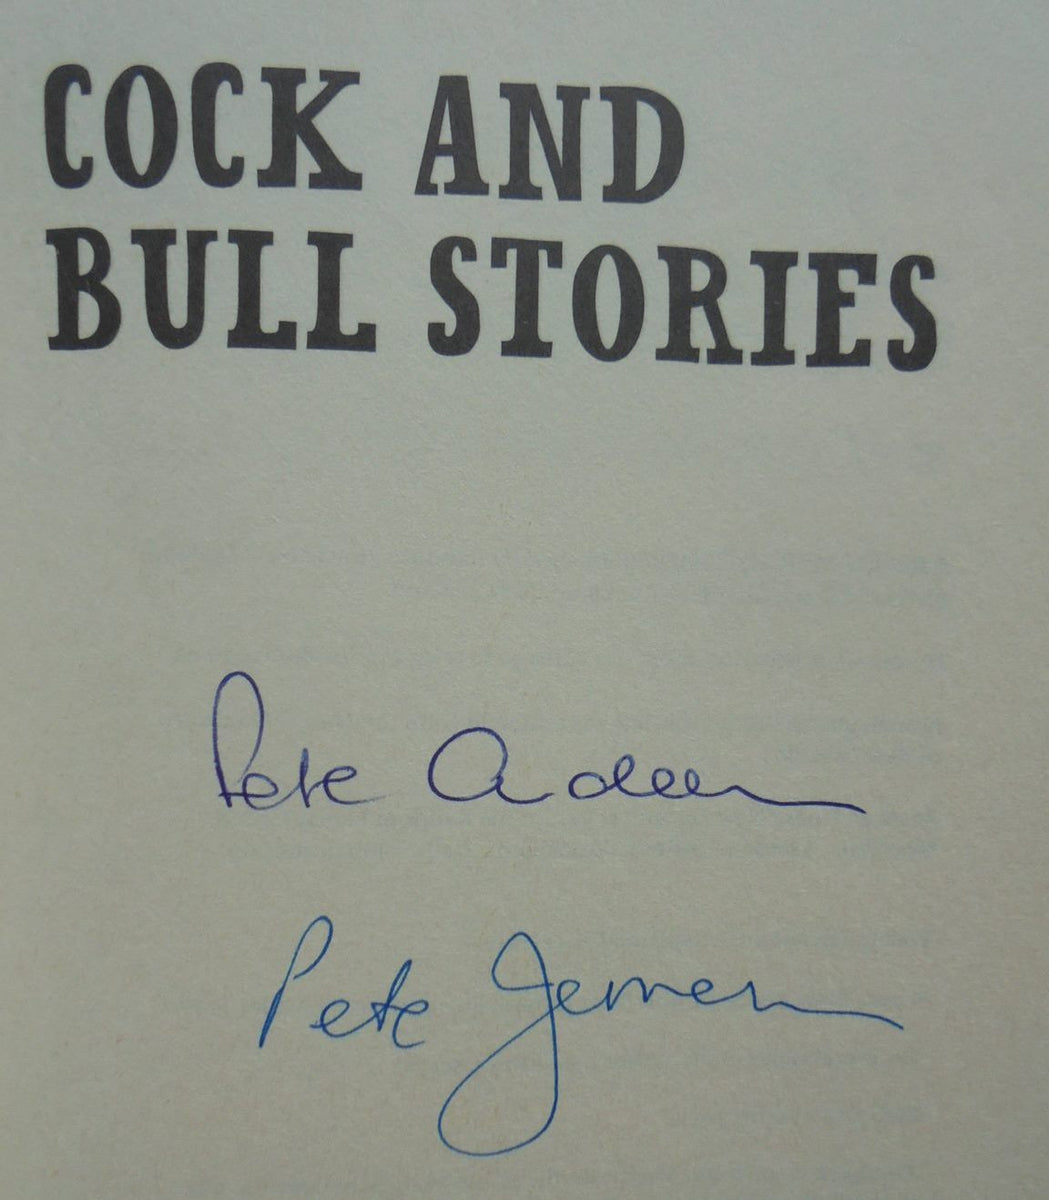 COCK AND
BULL STORIES
Pete
Pete